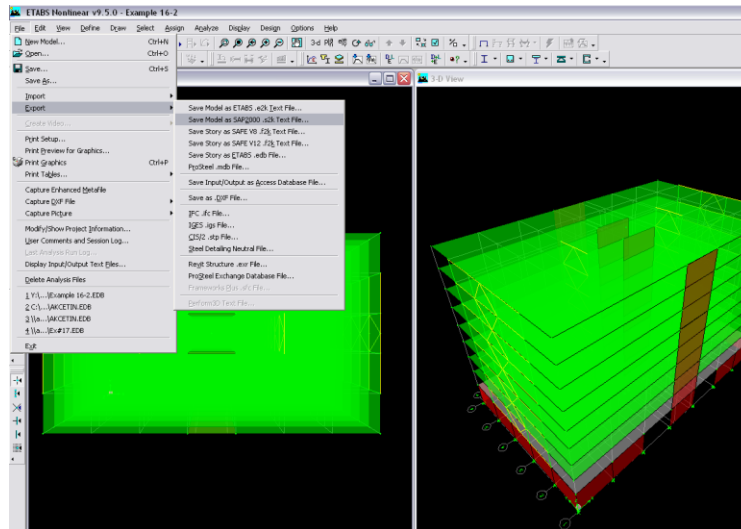 ETABS Nonlinear v9.5.0 - Example 16-2
File Edit View Define Draw Select Assign Analyze Display Design Options Help
New Model... Ctrl+N
Open... Ctrl+O
Save... Ctrl+S
Save As...
Import
Export
Create Video...
Print Setup...
Print Preview for Graphics...
Print Graphics Ctrl+P
Print Tables...
Capture Enhanced Metafile
Capture DXF File
Capture Picture
Modify/Show Project Information...
User Comments and Session Log...
Last Analysis Run Log...
Display Input/Output Text Files...
Delete Analysis Files
1 Y:\...\Example 16-2.EDB
2 C:\...\AKCETIN.EDB
3 \\a...\AKCETIN.EDB
4 \\a...\Ex#17.EDB
Exit
Save Model as ETABS .e2k Text File...
Save Model as SAP2000 .s2k Text File...
Save Story as SAFE V8 .f2k Text File...
Save Story as SAFE V12 .f2k Text File...
Save Story as ETABS .edb File...
ProSteel .mdb File...
Save Input/Output as Access Database File...
Save as .DXF File...
IFC .ifc File...
IGES .igs File...
CIS/2 .stp File...
Steel Detailing Neutral File...
Revit Structure .exr File...
ProSteel Exchange Database File...
Frameworks Plus .sfc File...
Perform3D Text File...
3-d
3-D View